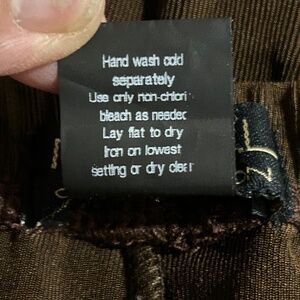 Hand wash cold
separately
Use only non-chlori
bleach as needed
Lay flat to dry
Iron on lowest
setting or dry clea